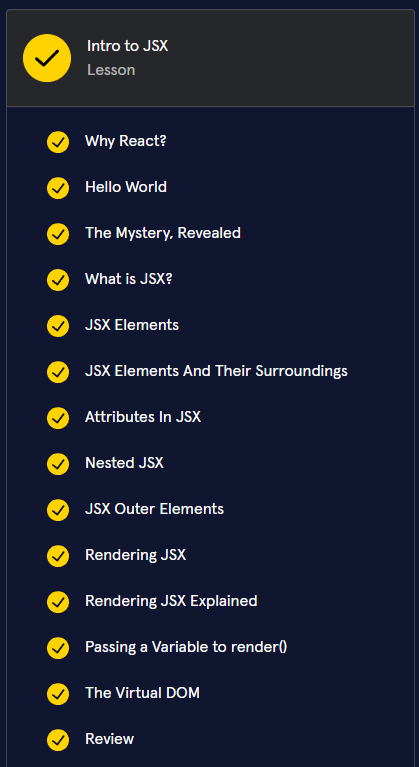 Intro to JSX
Lesson
Why React?
Hello World
The Mystery, Revealed
What is JSX?
JSX Elements
JSX Elements And Their Surroundings
Attributes In JSX
Nested JSX
JSX Outer Elements
Rendering JSX
Rendering JSX Explained
Passing a Variable to render()
The Virtual DOM
Review